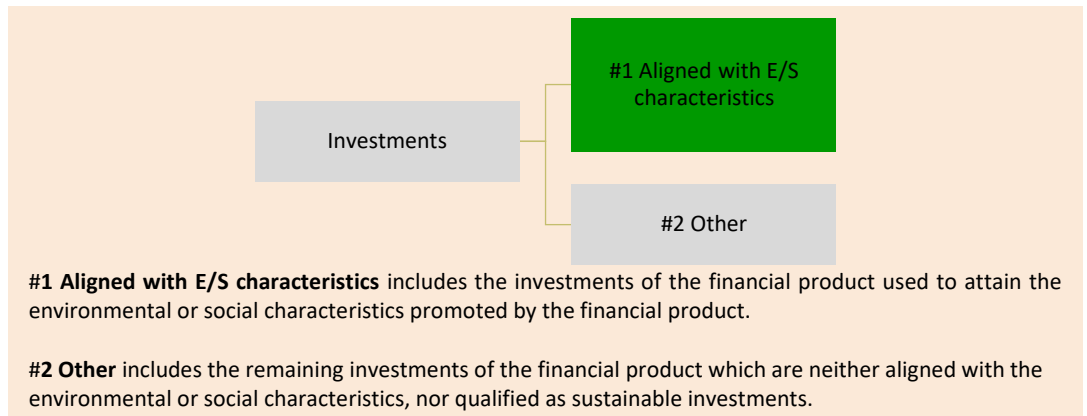 #1 Aligned with E/S
characteristics
Investments
#2 Other
#1 Aligned with E/S characteristics includes the investments of the financial product used to attain the
environmental or social characteristics promoted by the financial product.
#2 Other includes the remaining investments of the financial product which are neither aligned with the
environmental or social characteristics, nor qualified as sustainable investments.